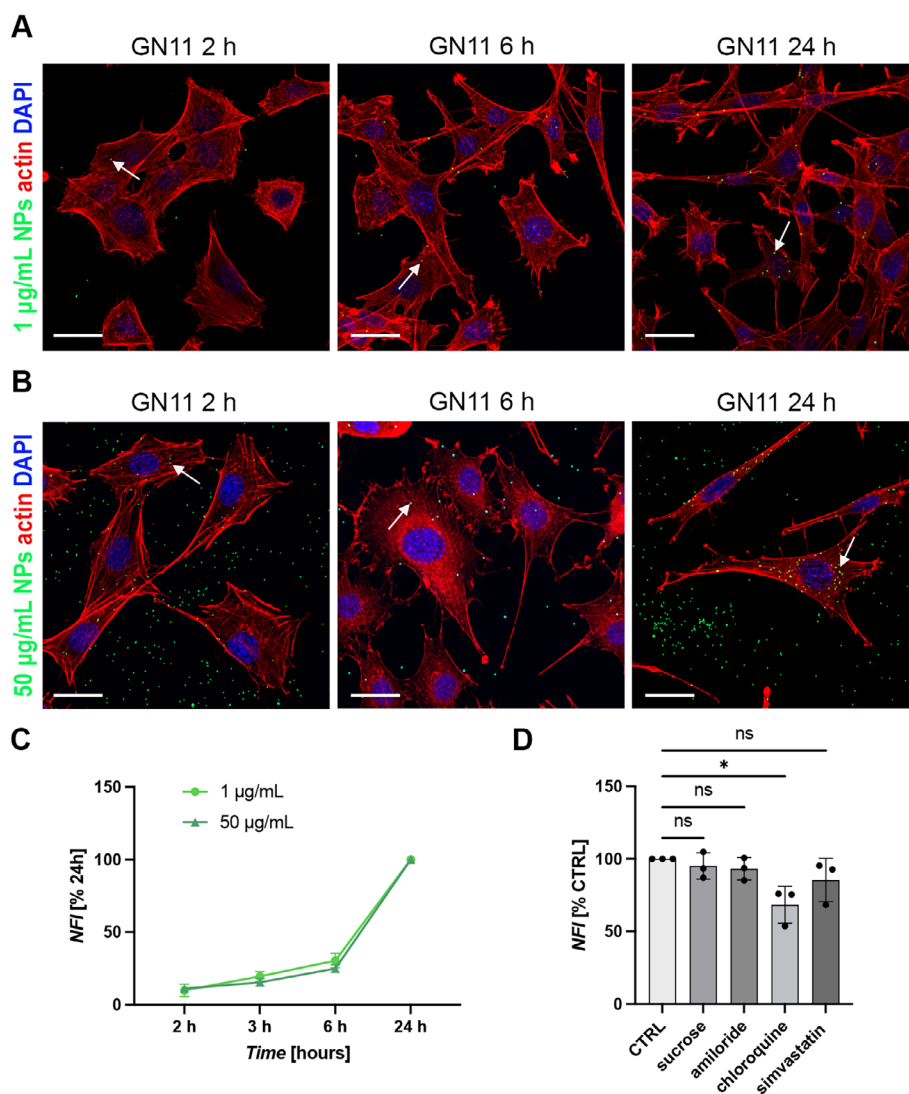 A
GN11 2 h
GN11 6 h
GN11 24 h
1 µg/mL NPs actin DAPI
B
GN11 2 h
GN11 6 h
GN11 24 h
50 µg/mL NPs actin DAPI
C
1 µg/mL
50 µg/mL
NFI [% 24h]
150
100
50
0
2 h
3 h
6 h
24 h
Time [hours]
D
ns
*
ns
ns
NFI [% CTRL]
150
100
50
0
CTRL
sucrose
amiloride
chloroquine
simvastatin